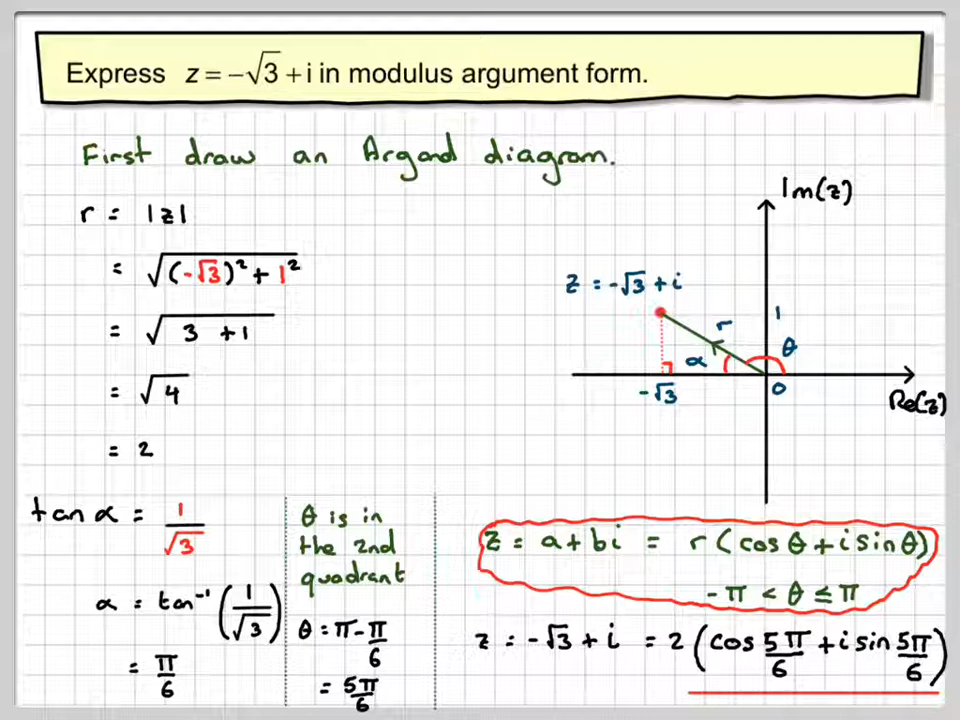 Express z = −√3 + i in modulus argument form.
First draw an Argand diagram.
r = |z|
= √((-√3)² + 1²)
= √(3 + 1)
= √4
= 2
Im(z)
z = -√3 + i
1
r
θ
α
-√3
0
Re(z)
tan α = 1/√3
α = tan⁻¹(1/√3)
= π/6
θ is in
the 2nd
quadrant
θ = π - π/6
= 5π/6
z = a + bi = r(cos θ + i sin θ)
-π < θ ≤ π
z = -√3 + i = 2(cos 5π/6 + i sin 5π/6)